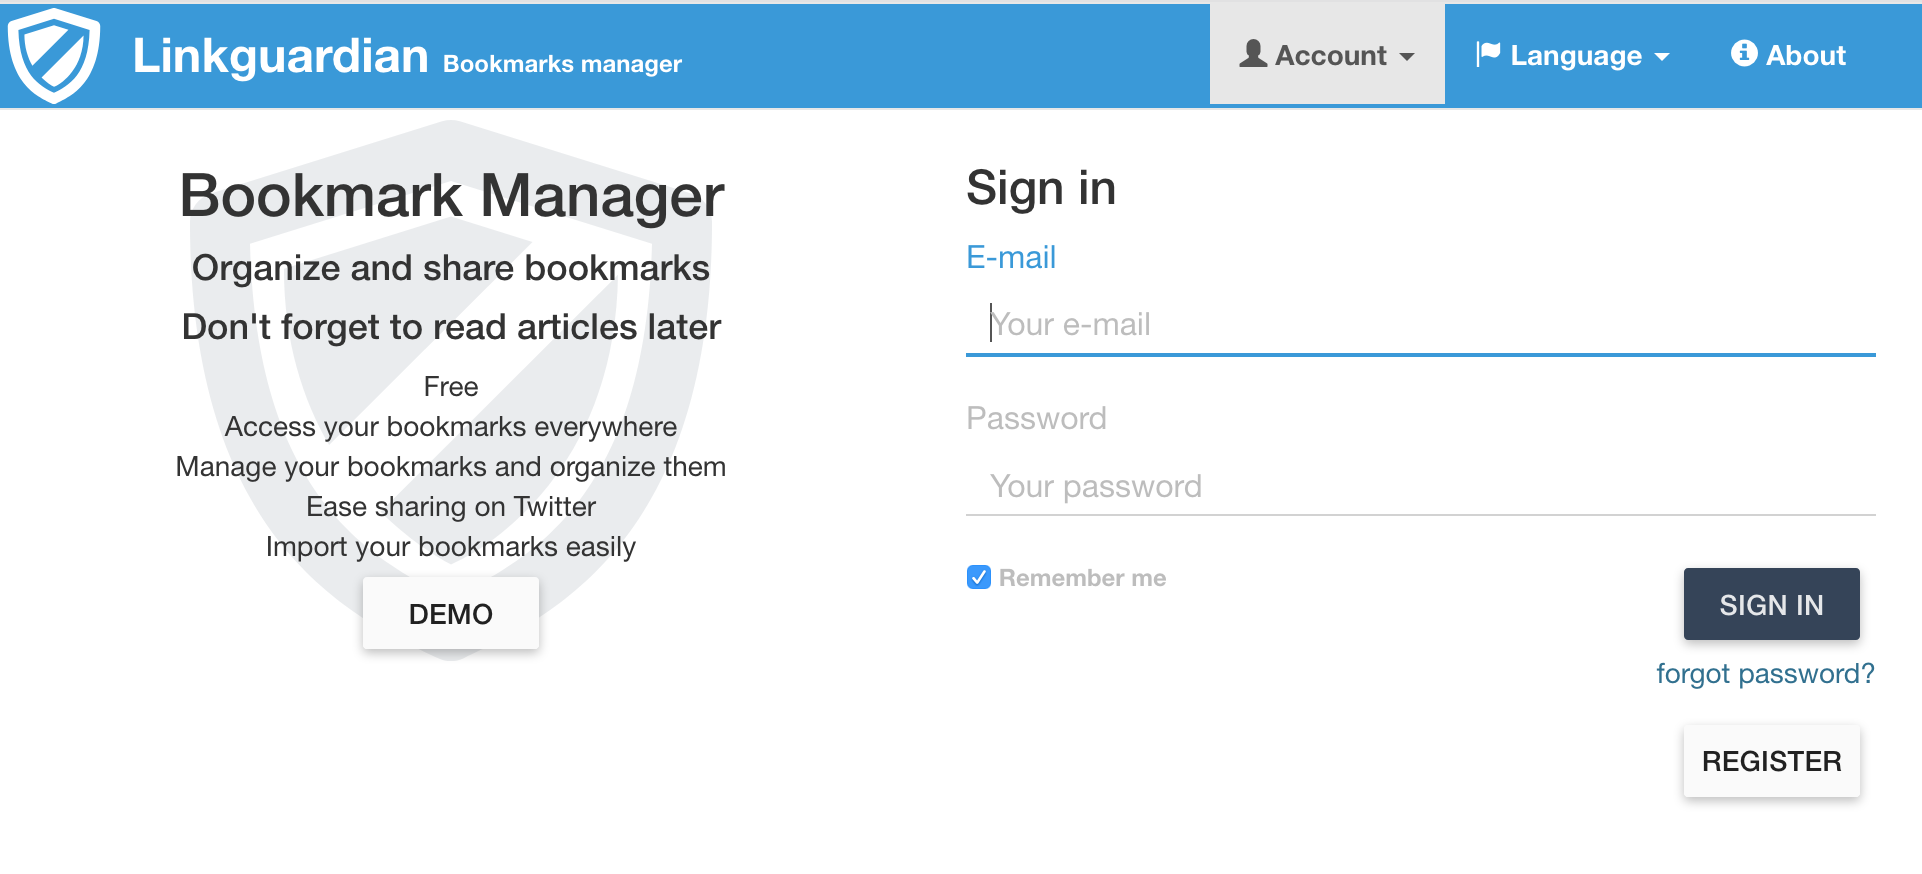 Linkguardian Bookmarks manager
Account
Language
About
Bookmark Manager
Organize and share bookmarks
Don't forget to read articles later
Free
Access your bookmarks everywhere
Manage your bookmarks and organize them
Ease sharing on Twitter
Import your bookmarks easily
DEMO
Sign in
E-mail
Your e-mail
Password
Your password
Remember me
SIGN IN
forgot password?
REGISTER